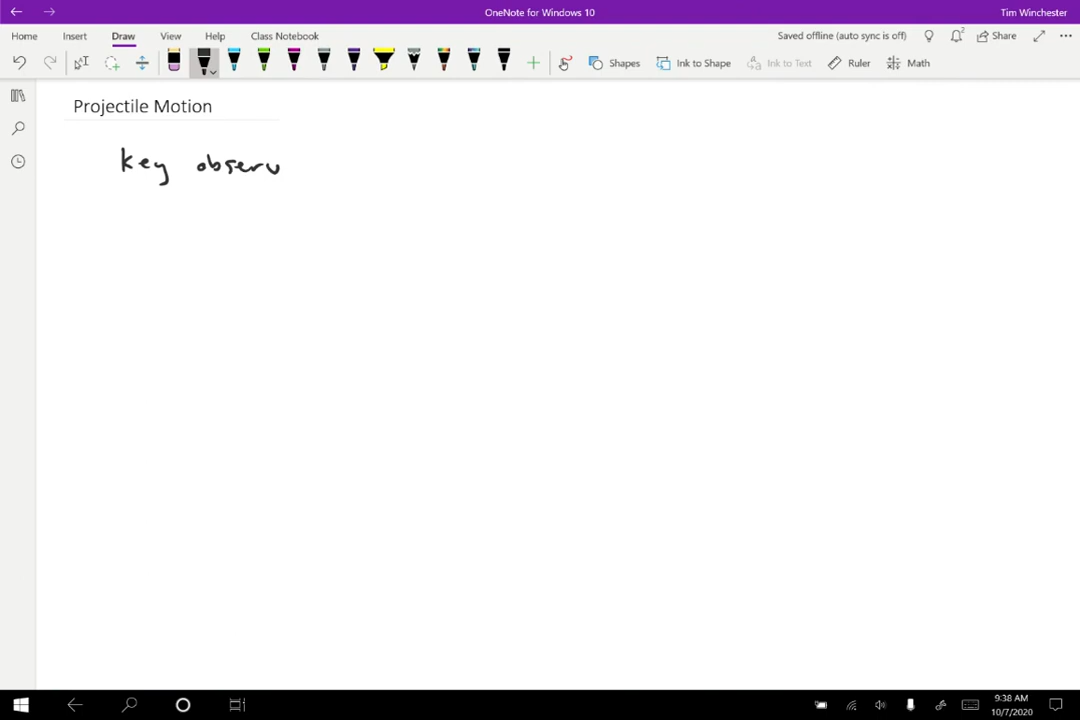 OneNote for Windows 10
Tim Winchester
Home Insert Draw View Help Class Notebook
Saved offline (auto sync is off) Share
Shapes Ink to Shape Ink to Text Ruler Math
Projectile Motion
key observ
9:38 AM
10/7/2020